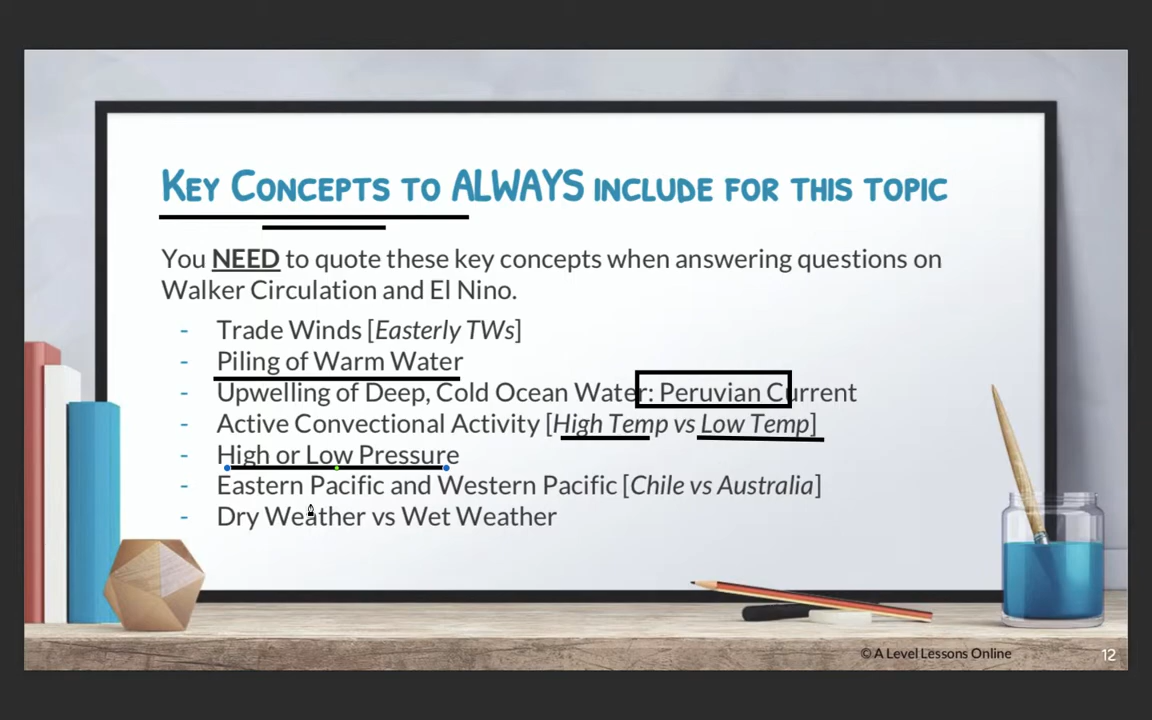 Key Concepts to ALWAYS include for this topic
You NEED to quote these key concepts when answering questions on
Walker Circulation and El Nino.
- Trade Winds [Easterly TWs]
- Piling of Warm Water
- Upwelling of Deep, Cold Ocean Water: Peruvian Current
- Active Convectional Activity [High Temp vs Low Temp]
- High or Low Pressure
- Eastern Pacific and Western Pacific [Chile vs Australia]
- Dry Weather vs Wet Weather
© A Level Lessons Online
12